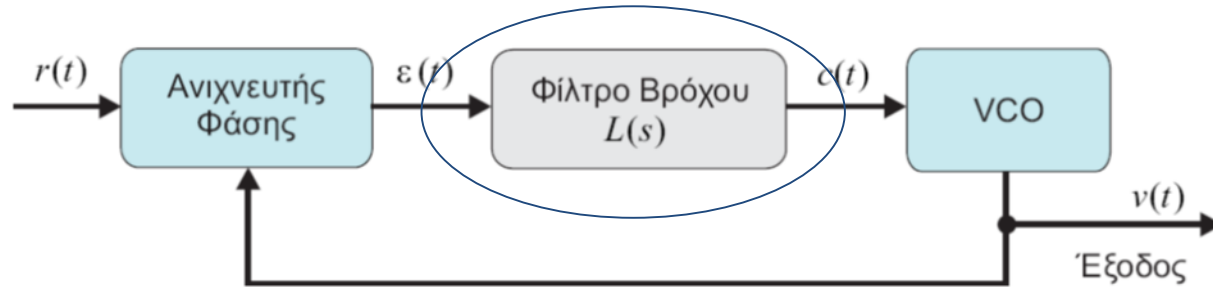 r(t)
Ανιχνευτής
Φάσης
ε(t)
Φίλτρο Βρόχου
L(s)
c(t)
VCO
v(t)
Έξοδος